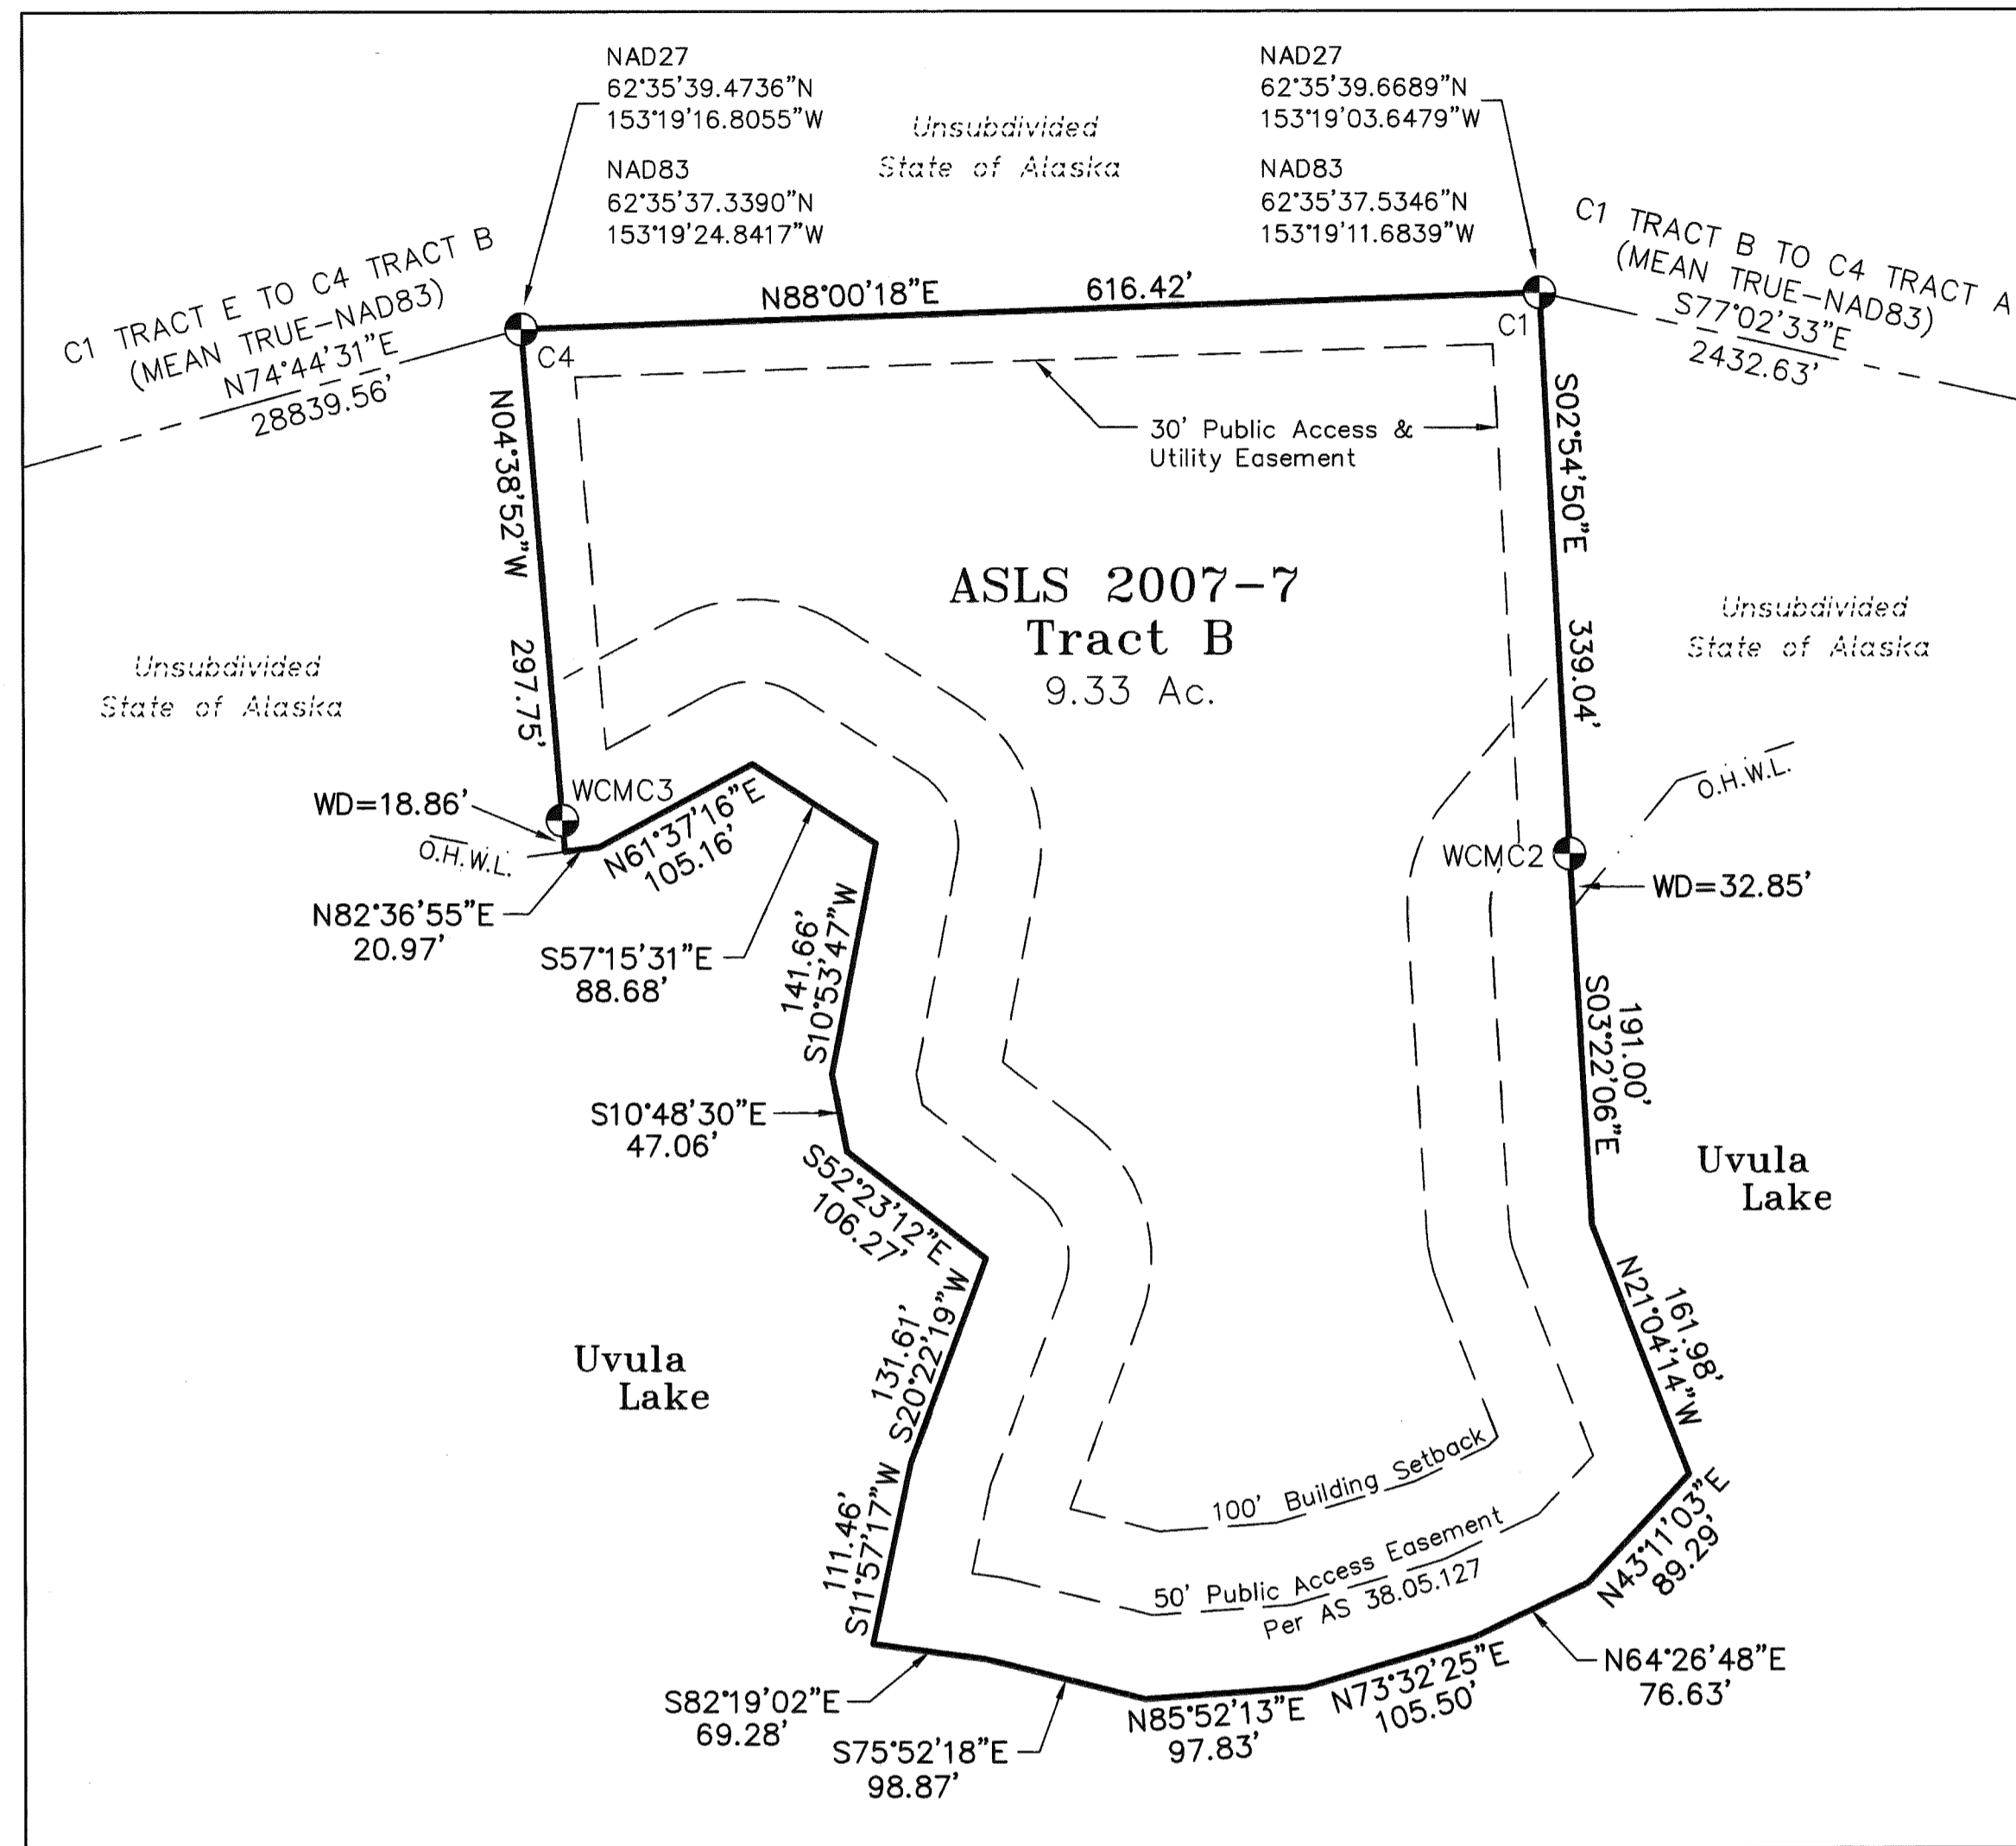 NAD27
62°35'39.4736"N
153°19'16.8055"W
NAD83
62°35'37.3390"N
153°19'24.8417"W
Unsubdivided
State of Alaska
NAD27
62°35'39.6689"N
153°19'03.6479"W
NAD83
62°35'37.5346"N
153°19'11.6839"W
C1 TRACT E TO C4 TRACT B
(MEAN TRUE-NAD83)
N74°44'31"E
28839.56'
C1 TRACT B TO C4 TRACT A
(MEAN TRUE-NAD83)
S77°02'33"E
2432.63'
N88°00'18"E 616.42'
C4
C1
30' Public Access &
Utility Easement
N04°38'52"W 297.75'
S02°54'50"E 339.04'
ASLS 2007-7
Tract B
9.33 Ac.
Unsubdivided
State of Alaska
Unsubdivided
State of Alaska
WCMC3
WD=18.86'
O.H.W.L.
N82°36'55"E
20.97'
N61°37'16"E
105.16'
S57°15'31"E
88.68'
O.H.W.L.
WCMC2
WD=32.85'
141.66'
S10°53'47"W
S10°48'30"E
47.06'
S52°23'12"E
106.27'
191.00'
S03°22'06"E
Uvula
Lake
131.61'
S20°22'19"W
161.98'
N21°04'14"W
Uvula
Lake
111.46'
S11°57'17"W
100' Building Setback
50' Public Access Easement
Per AS 38.05.127
N43°11'03"E
89.29'
N64°26'48"E
76.63'
N73°32'25"E
105.50'
N85°52'13"E
97.83'
S82°19'02"E
69.28'
S75°52'18"E
98.87'